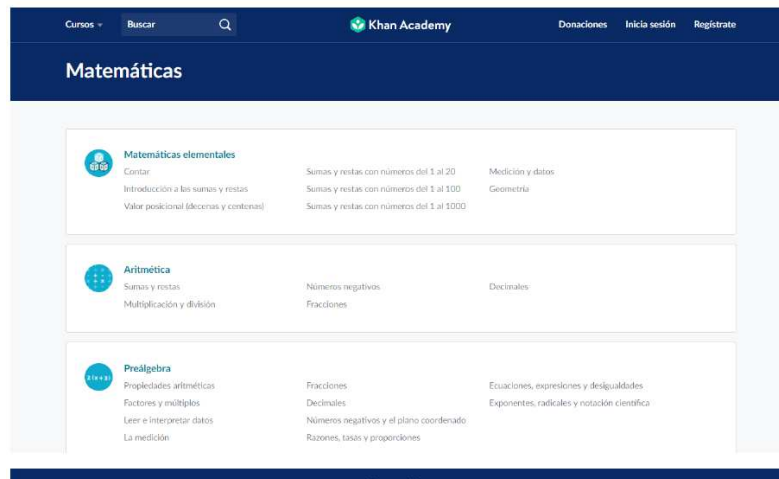 Cursos Buscar Khan Academy Donaciones Inicia sesión Regístrate
Matemáticas
Matemáticas elementales
Contar Sumas y restas con números del 1 al 20 Medición y datos
Introducción a las sumas y restas Sumas y restas con números del 1 al 100 Geometría
Valor posicional (decenas y centenas) Sumas y restas con números del 1 al 1000
Aritmética
Sumas y restas Números negativos Decimales
Multiplicación y división Fracciones
Preálgebra
Propiedades aritméticas Fracciones Ecuaciones, expresiones y desigualdades
Factores y múltiplos Decimales Exponentes, radicales y notación científica
Leer e interpretar datos Números negativos y el plano coordenado
La medición Razones, tasas y proporciones